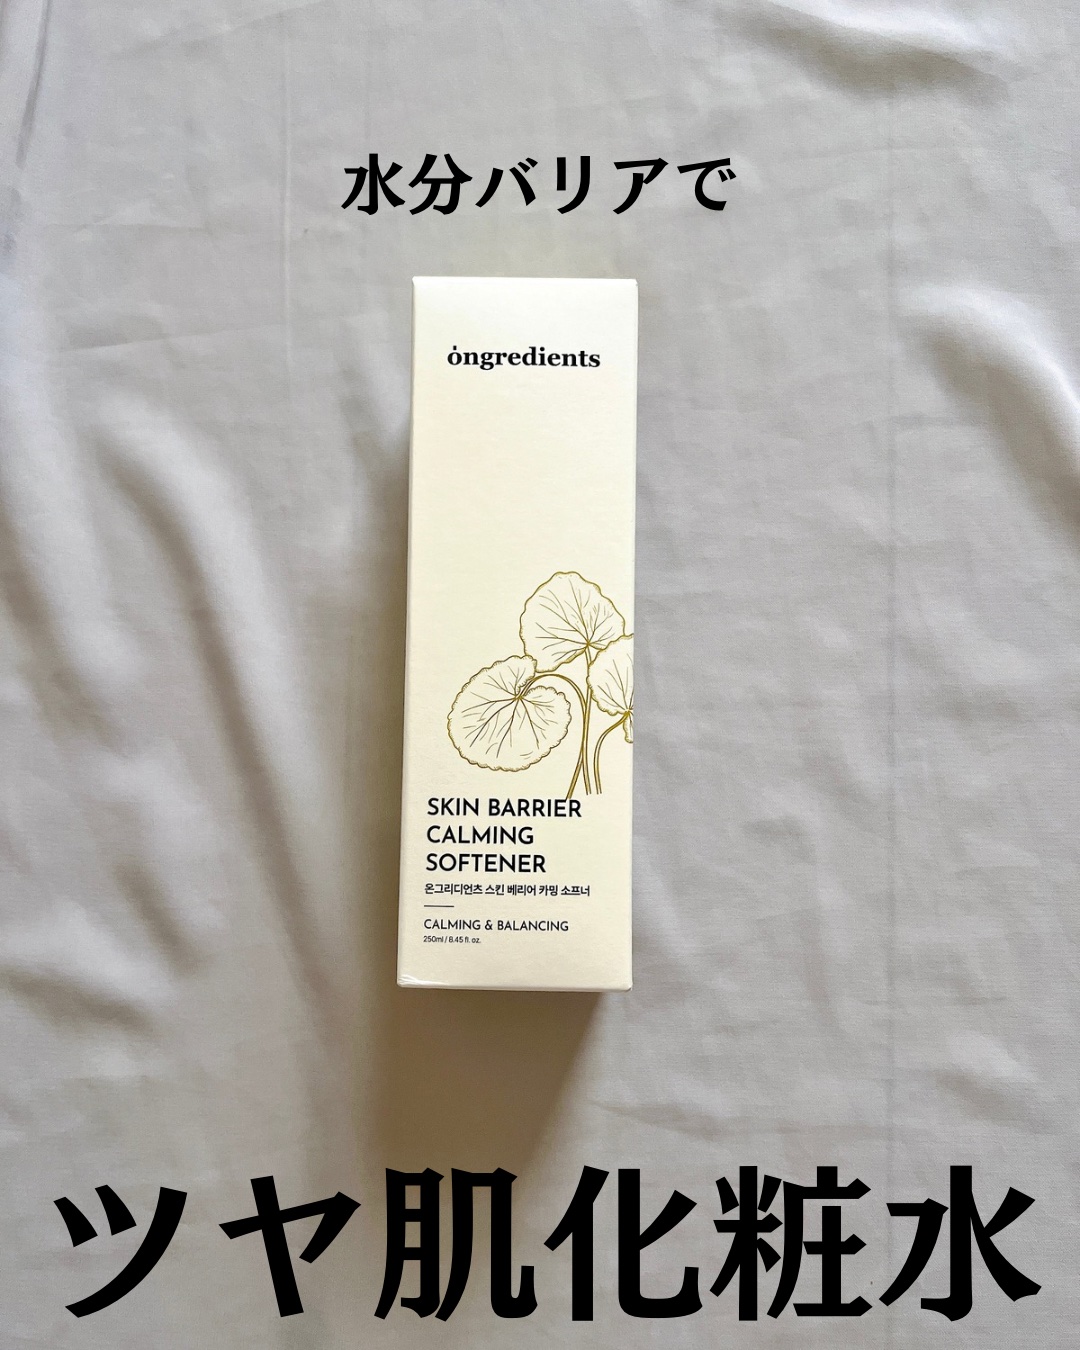 水分バリアで
ongredients
SKIN BARRIER
CALMING
SOFTENER
온그리디언츠 스킨 베리어 카밍 소프너
CALMING & BALANCING
250ml / 8.45 fl. oz.
ツヤ肌化粧水